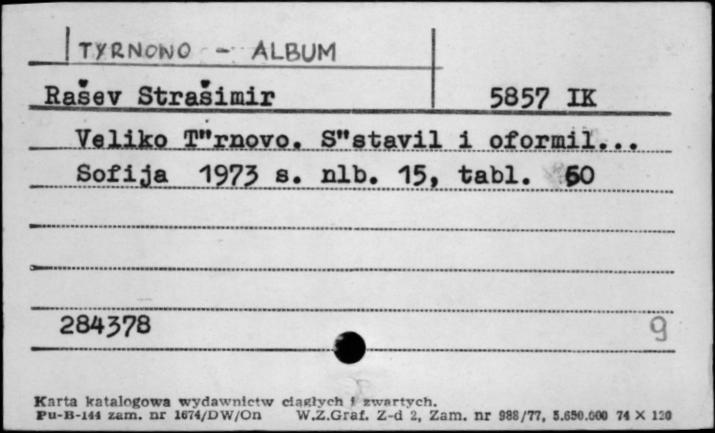 TYRNONO - ALBUM
Rašev Strašimir 5857 IK
Veliko T"rnovo. S"stavil i oformil...
Sofija 1973 s. nlb. 15, tabl. 60
284378 9
Karta katalogowa wydawnictw ciągłych i zwartych.
Pu-B-144 zam. nr 1674/DW/On W.Z.Graf. Z-d 2, Zam. nr 988/77, 5.650.000 74 X 120